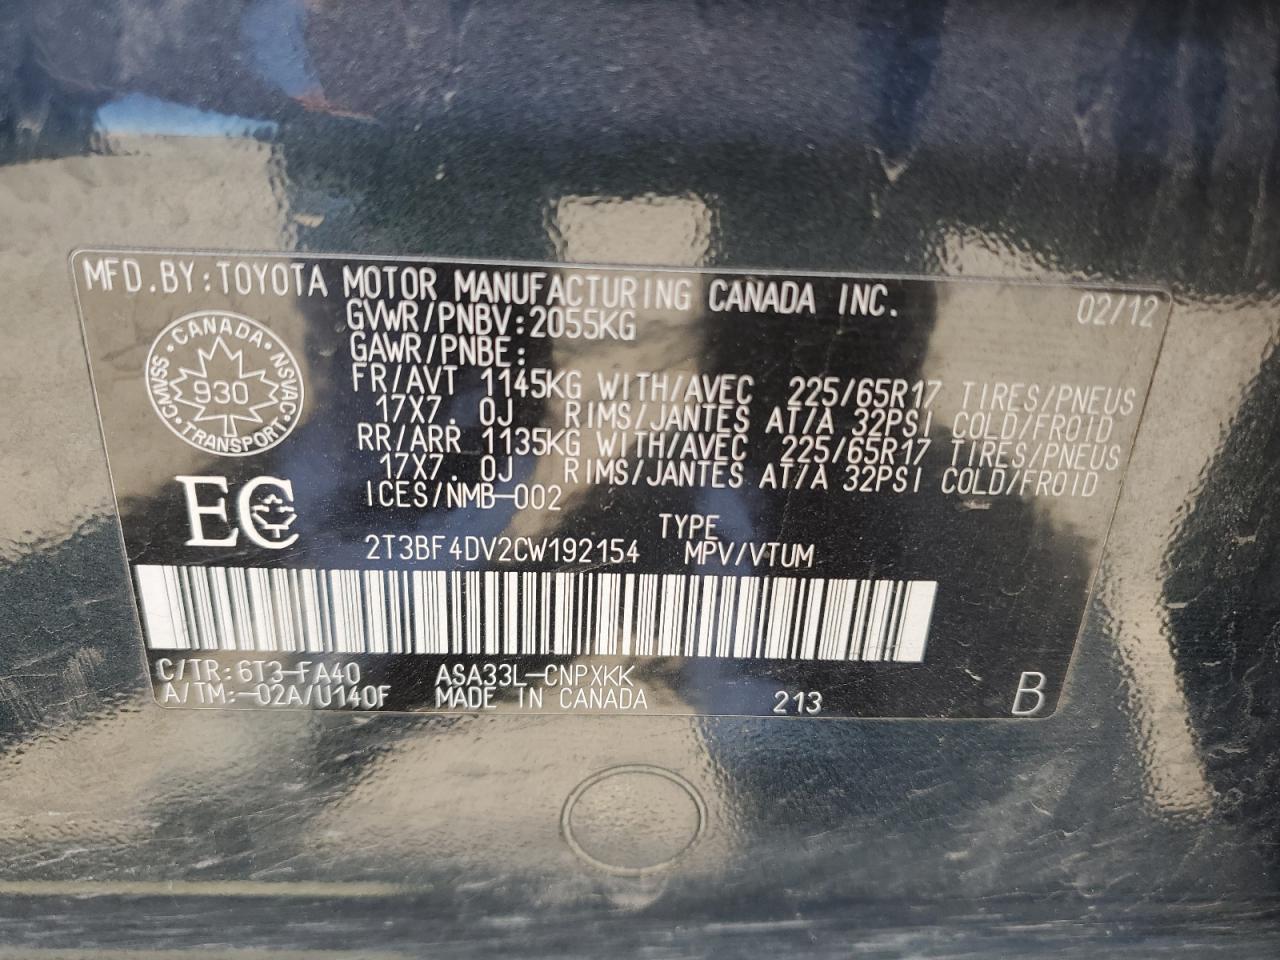 MFD.BY:TOYOTA MOTOR MANUFACTURING CANADA INC. 02/12
GVWR/PNBV:2055KG
GAWR/PNBE:
FR/AVT 1145KG WITH/AVEC 225/65R17 TIRES/PNEUS
17X7. 0J RIMS/JANTES AT/A 32PSI COLD/FROID
RR/ARR 1135KG WITH/AVEC 225/65R17 TIRES/PNEUS
17X7. 0J RIMS/JANTES AT/A 32PSI COLD/FROID
ICES/NMB-002
CANADA
CMVSS · NSVAC
930
TRANSPORT
EC
TYPE
2T3BF4DV2CW192154 MPV/VTUM
C/TR:6T3-FA40 ASA33L-CNPXKK
A/TM:-02A/U140F MADE IN CANADA 213 B